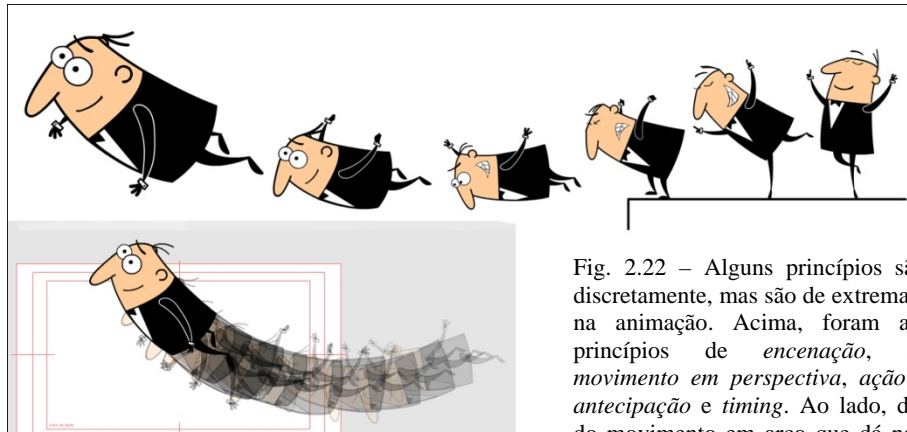 Fig. 2.22 – Alguns princípios sã
discretamente, mas são de extrema
na animação. Acima, foram a
princípios de encenação,
movimento em perspectiva, ação
antecipação e timing. Ao lado, d